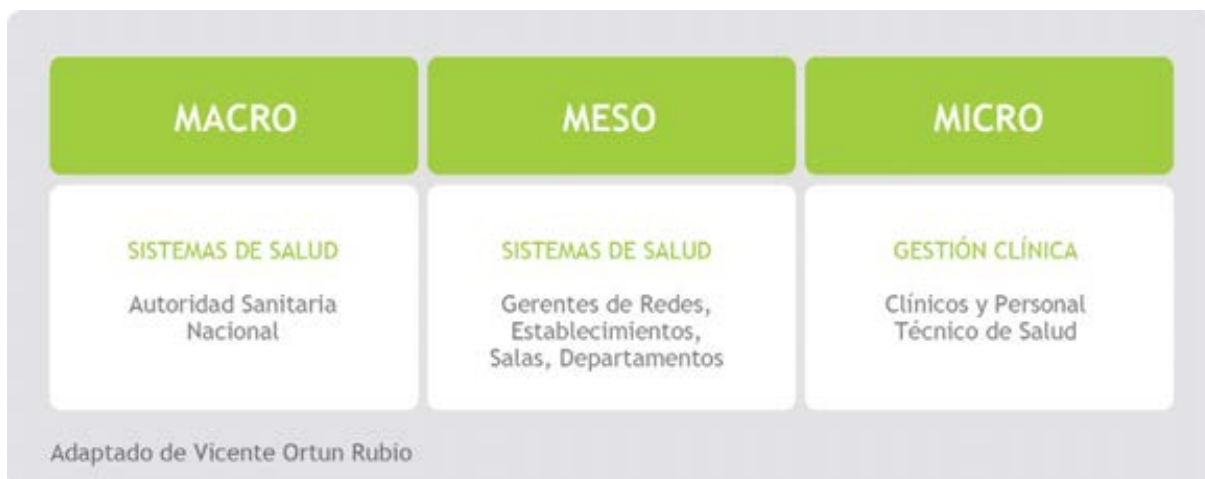 MACRO
MESO
MICRO
SISTEMAS DE SALUD
Autoridad Sanitaria
Nacional
SISTEMAS DE SALUD
Gerentes de Redes,
Establecimientos,
Salas, Departamentos
GESTIÓN CLÍNICA
Clínicos y Personal
Técnico de Salud
Adaptado de Vicente Ortun Rubio